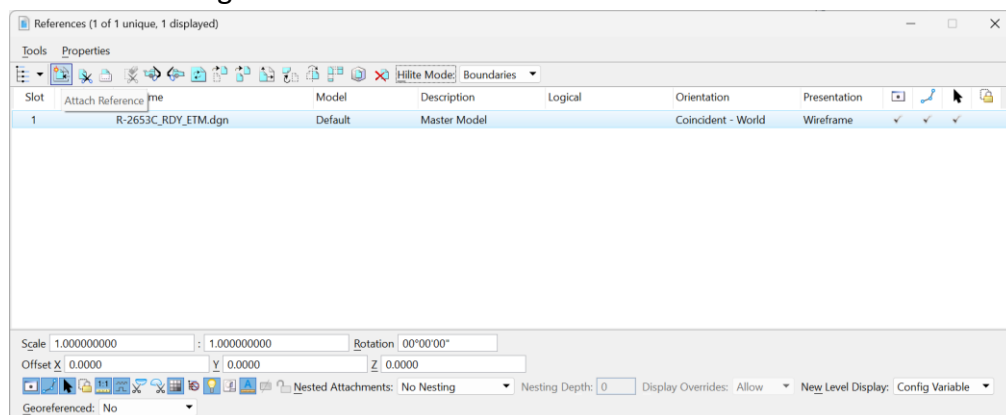 References (1 of 1 unique, 1 displayed)
Tools Properties
Hilite Mode: Boundaries
Slot me Model Description Logical Orientation Presentation
Attach Reference
1 R-2653C_RDY_ETM.dgn Default Master Model Coincident - World Wireframe
Scale 1.000000000 : 1.000000000 Rotation 00°00'00"
Offset X 0.0000 Y 0.0000 Z 0.0000
1:1 A Nested Attachments: No Nesting Nesting Depth: 0 Display Overrides: Allow New Level Display: Config Variable
Georeferenced: No